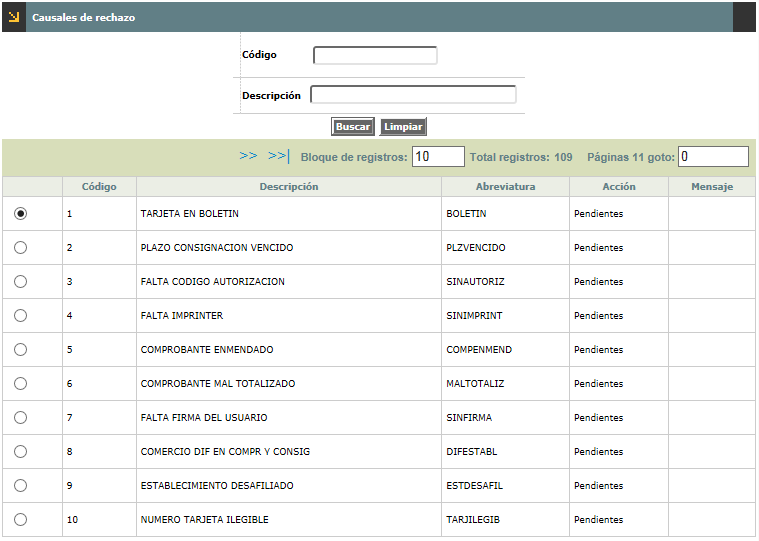 Causales de rechazo
Código
Descripción
Buscar Limpiar
>> >>| Bloque de registros: 10 Total registros: 109 Páginas 11 goto: 0
Código Descripción Abreviatura Acción Mensaje
1 TARJETA EN BOLETIN BOLETIN Pendientes
2 PLAZO CONSIGNACION VENCIDO PLZVENCIDO Pendientes
3 FALTA CODIGO AUTORIZACION SINAUTORIZ Pendientes
4 FALTA IMPRINTER SINIMPRINT Pendientes
5 COMPROBANTE ENMENDADO COMPENMEND Pendientes
6 COMPROBANTE MAL TOTALIZADO MALTOTALIZ Pendientes
7 FALTA FIRMA DEL USUARIO SINFIRMA Pendientes
8 COMERCIO DIF EN COMPR Y CONSIG DIFESTABL Pendientes
9 ESTABLECIMIENTO DESAFILIADO ESTDESAFIL Pendientes
10 NUMERO TARJETA ILEGIBLE TARJILEGIB Pendientes